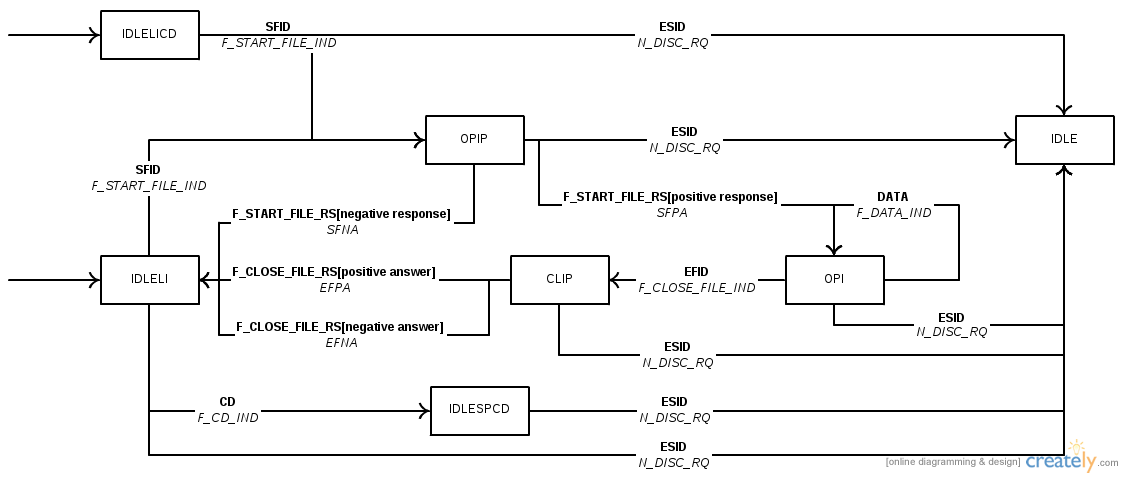 SFID
F_START_FILE_IND
ESID
N_DISC_RQ
IDLELICD
OPIP
ESID
N_DISC_RQ
IDLE
SFID
F_START_FILE_IND
F_START_FILE_RS[negative response]
SFNA
F_START_FILE_RS[positive response]
SFPA
DATA
F_DATA_IND
IDLELI
F_CLOSE_FILE_RS[positive answer]
EFPA
CLIP
EFID
F_CLOSE_FILE_IND
OPI
F_CLOSE_FILE_RS[negative answer]
EFNA
ESID
N_DISC_RQ
ESID
N_DISC_RQ
CD
F_CD_IND
IDLESPCD
ESID
N_DISC_RQ
ESID
N_DISC_RQ
[online diagramming & design] creately.com